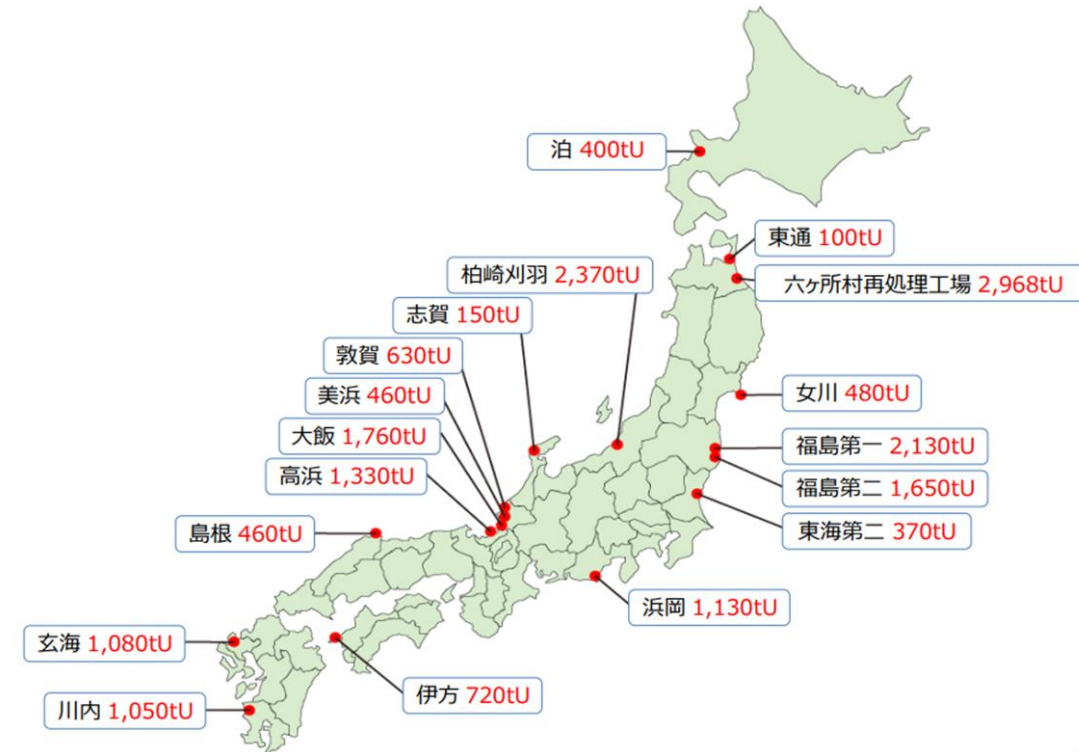 泊 400tU
東通 100tU
柏崎刈羽 2,370tU
六ヶ所村再処理工場 2,968tU
志賀 150tU
敦賀 630tU
美浜 460tU
女川 480tU
大飯 1,760tU
福島第一 2,130tU
高浜 1,330tU
福島第二 1,650tU
島根 460tU
東海第二 370tU
浜岡 1,130tU
玄海 1,080tU
伊方 720tU
川内 1,050tU